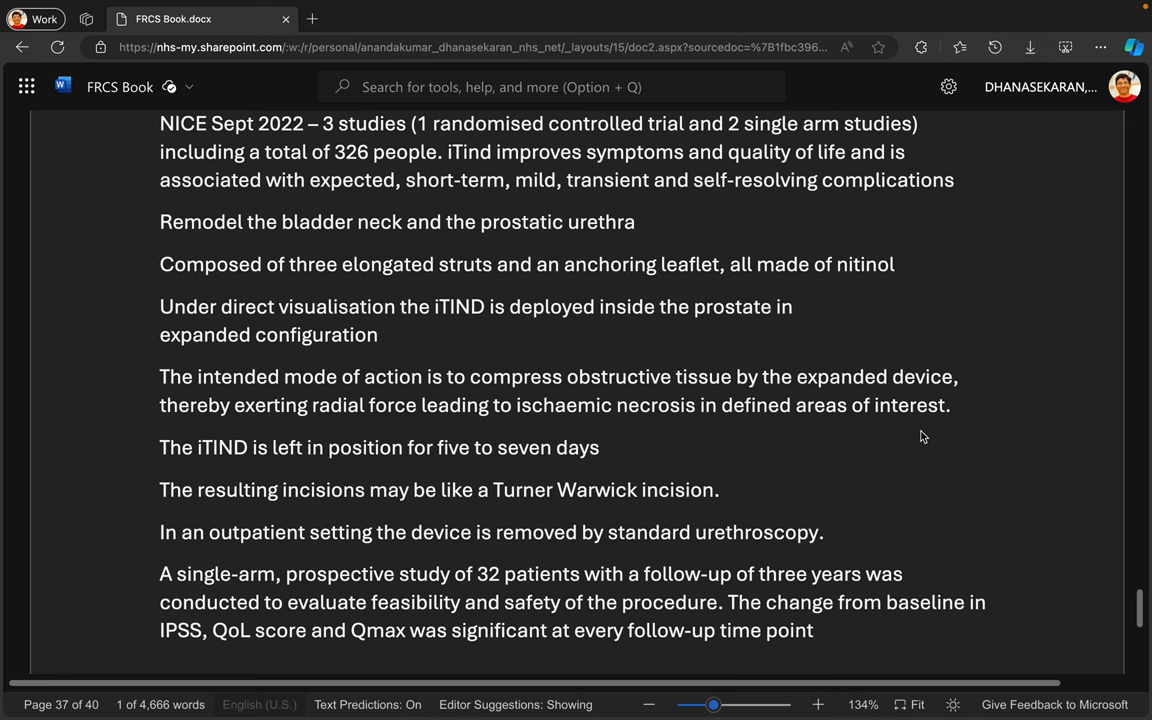 Work
FRCS Book.docx
https://nhs-my.sharepoint.com/:w:/r/personal/anandakumar_dhanasekaran_nhs_net/_layouts/15/doc2.aspx?sourcedoc=%7B1fbc396...
FRCS Book
Search for tools, help, and more (Option + Q)
DHANASEKARAN,...
NICE Sept 2022 – 3 studies (1 randomised controlled trial and 2 single arm studies)
including a total of 326 people. iTind improves symptoms and quality of life and is
associated with expected, short-term, mild, transient and self-resolving complications
Remodel the bladder neck and the prostatic urethra
Composed of three elongated struts and an anchoring leaflet, all made of nitinol
Under direct visualisation the iTIND is deployed inside the prostate in
expanded configuration
The intended mode of action is to compress obstructive tissue by the expanded device,
thereby exerting radial force leading to ischaemic necrosis in defined areas of interest.
The iTIND is left in position for five to seven days
The resulting incisions may be like a Turner Warwick incision.
In an outpatient setting the device is removed by standard urethroscopy.
A single-arm, prospective study of 32 patients with a follow-up of three years was
conducted to evaluate feasibility and safety of the procedure. The change from baseline in
IPSS, QoL score and Qmax was significant at every follow-up time point
Page 37 of 40
1 of 4,666 words
English (U.S.)
Text Predictions: On
Editor Suggestions: Showing
134%
Fit
Give Feedback to Microsoft